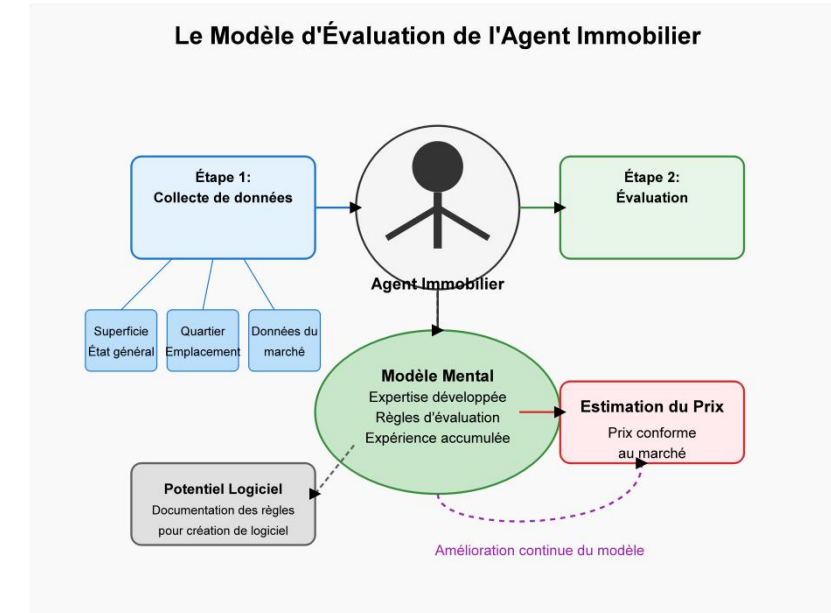 Le Modèle d'Évaluation de l'Agent Immobilier
Étape 1:
Collecte de données
Étape 2:
Évaluation
Agent Immobilier
Superficie
État général
Quartier
Emplacement
Données du
marché
Modèle Mental
Expertise développée
Règles d'évaluation
Expérience accumulée
Estimation du Prix
Prix conforme
au marché
Potentiel Logiciel
Documentation des règles
pour création de logiciel
Amélioration continue du modèle